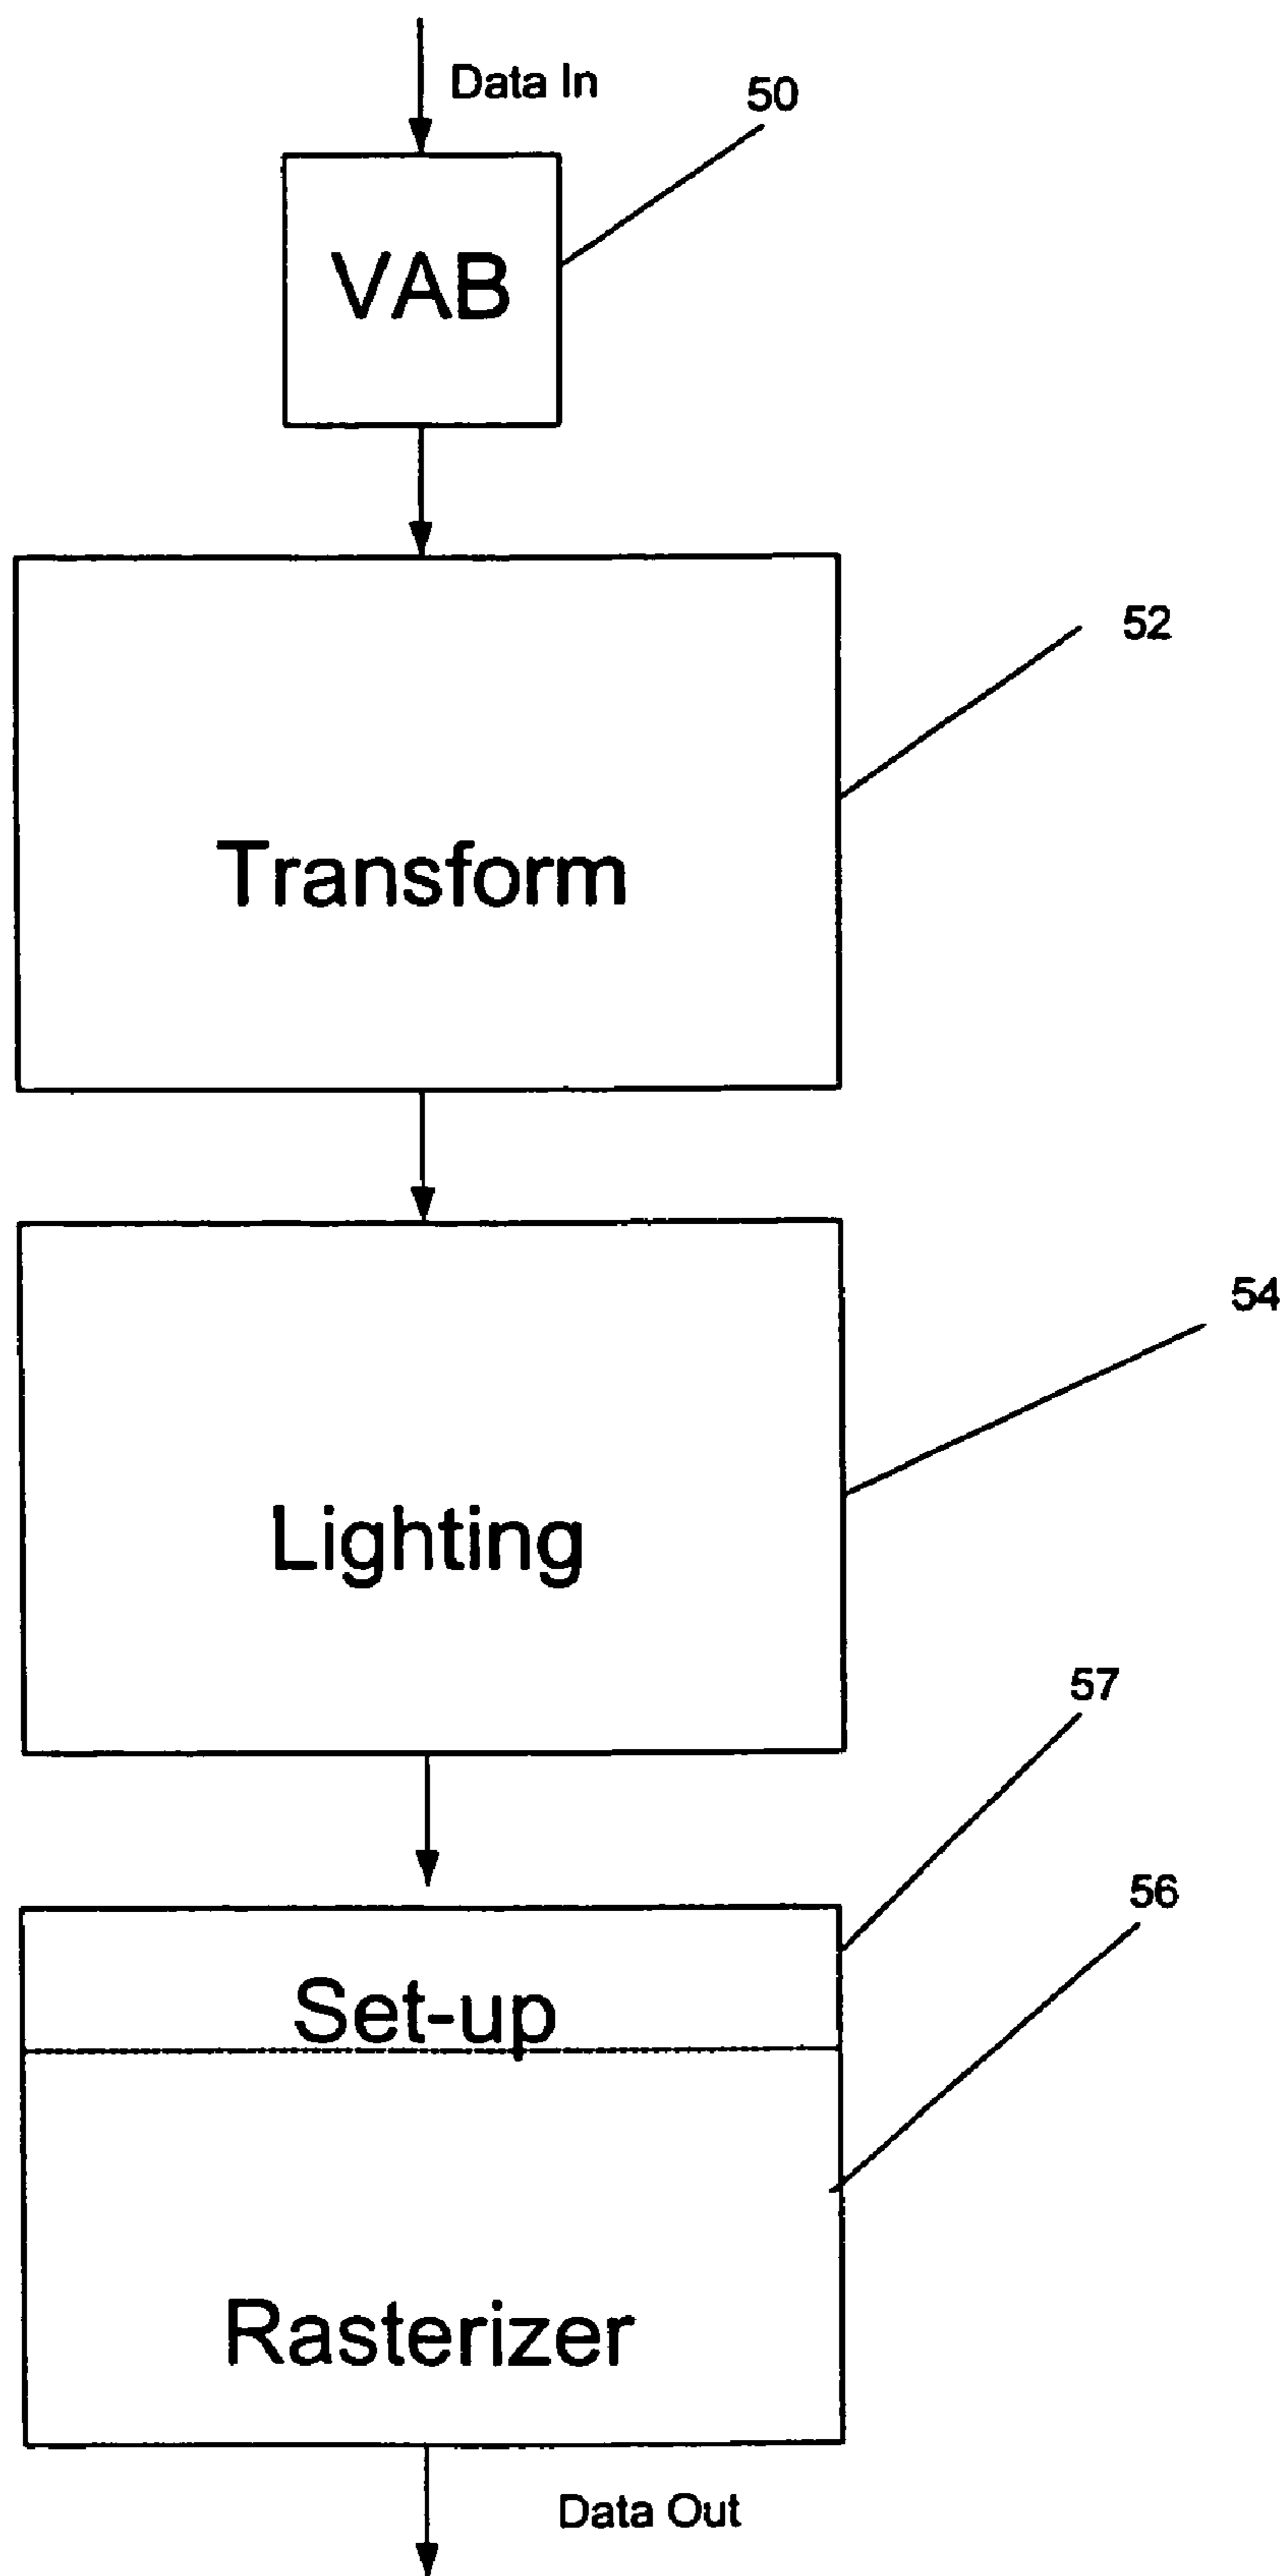 Data In
50
VAB
52
Transform
54
Lighting
57
Set-up
56
Rasterizer
Data Out